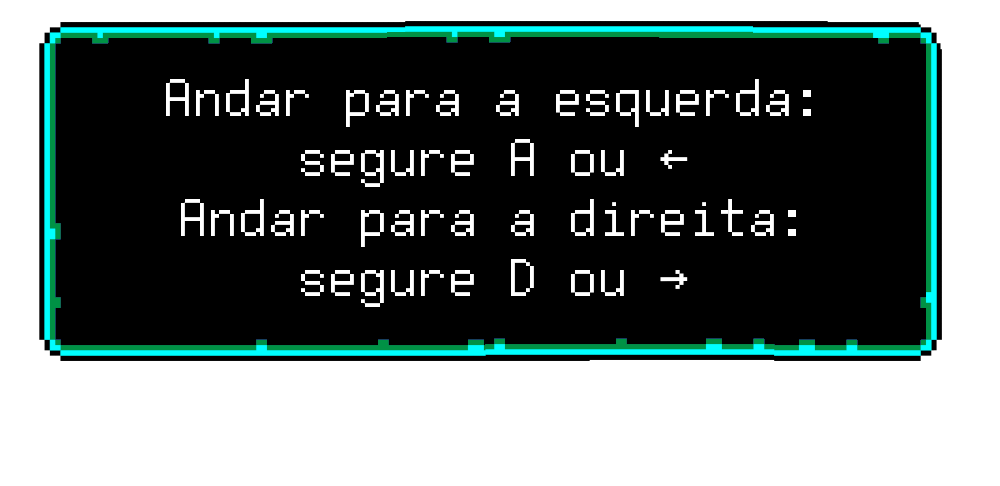 Andar para a esquerda:
segure A ou ←
Andar para a direita:
segure D ou →